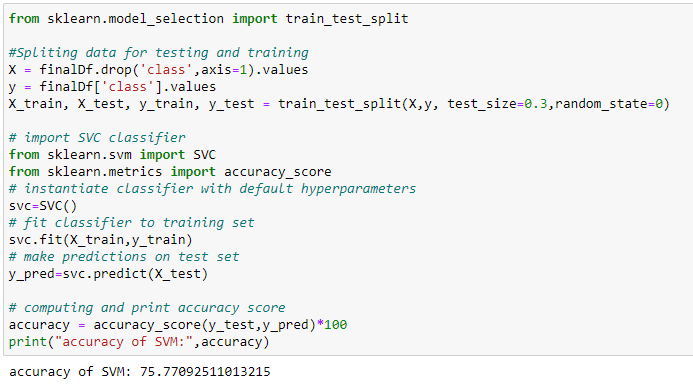 from sklearn.model_selection import train_test_split
#Spliting data for testing and training
X = finalDf.drop('class',axis=1).values
y = finalDf['class'].values
X_train, X_test, y_train, y_test = train_test_split(X,y, test_size=0.3,random_state=0)
# import SVC classifier
from sklearn.svm import SVC
from sklearn.metrics import accuracy_score
# instantiate classifier with default hyperparameters
svc=SVC()
# fit classifier to training set
svc.fit(X_train,y_train)
# make predictions on test set
y_pred=svc.predict(X_test)
# computing and print accuracy score
accuracy = accuracy_score(y_test,y_pred)*100
print("accuracy of SVM:",accuracy)
accuracy of SVM: 75.77092511013215